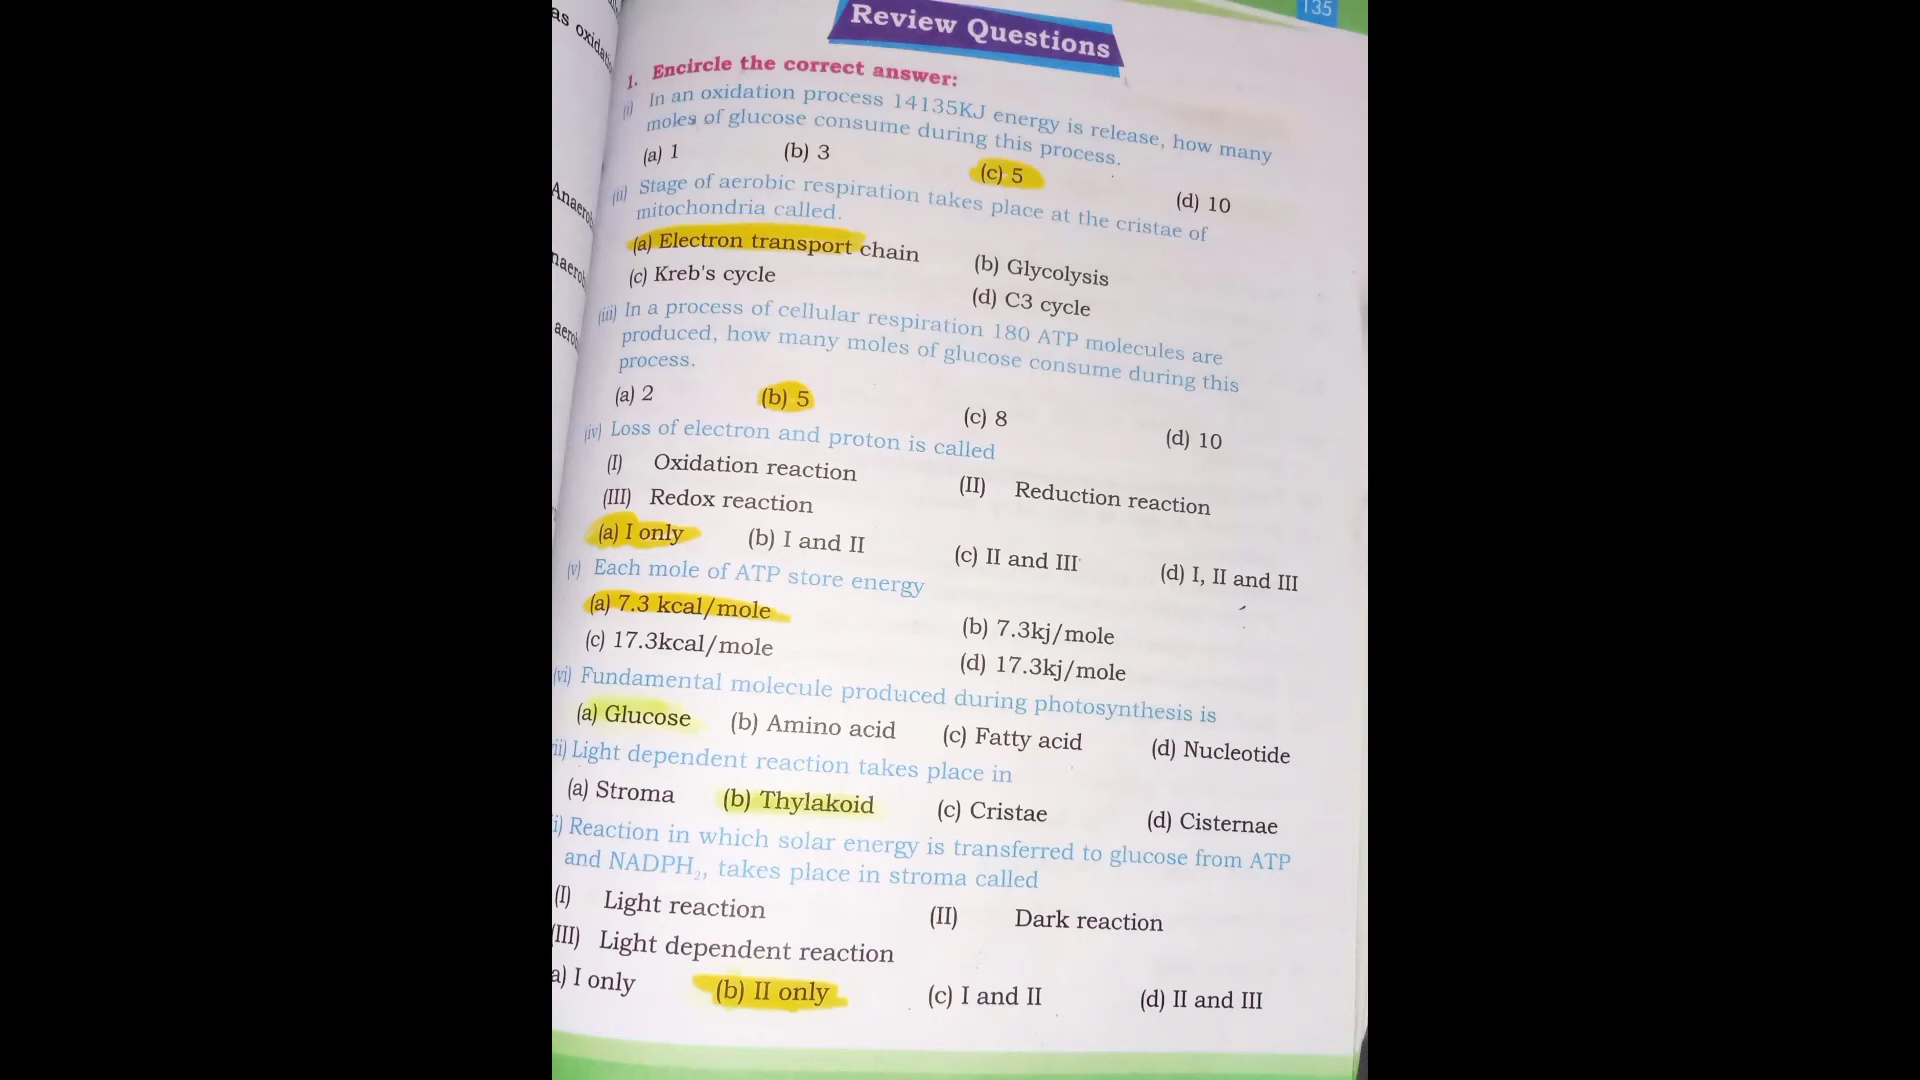 135
Review Questions
as oxida
1. Encircle the correct answer:
(i) In an oxidation process 14135KJ energy is release, how many
moles of glucose consume during this process.
(a) 1 (b) 3 (c) 5 (d) 10
Anaero
(ii) Stage of aerobic respiration takes place at the cristae of
mitochondria called.
(a) Electron transport chain (b) Glycolysis
naerob
(c) Kreb's cycle (d) C3 cycle
aerob
(iii) In a process of cellular respiration 180 ATP molecules are
produced, how many moles of glucose consume during this
process.
(a) 2 (b) 5 (c) 8 (d) 10
(iv) Loss of electron and proton is called
(I) Oxidation reaction (II) Reduction reaction
(III) Redox reaction
(a) I only (b) I and II (c) II and III (d) I, II and III
(v) Each mole of ATP store energy
(a) 7.3 kcal/mole (b) 7.3kj/mole
(c) 17.3kcal/mole (d) 17.3kj/mole
(vi) Fundamental molecule produced during photosynthesis is
(a) Glucose (b) Amino acid (c) Fatty acid (d) Nucleotide
ii) Light dependent reaction takes place in
(a) Stroma (b) Thylakoid (c) Cristae (d) Cisternae
i) Reaction in which solar energy is transferred to glucose from ATP
and NADPH₂, takes place in stroma called
(I) Light reaction (II) Dark reaction
(III) Light dependent reaction
a) I only (b) II only (c) I and II (d) II and III